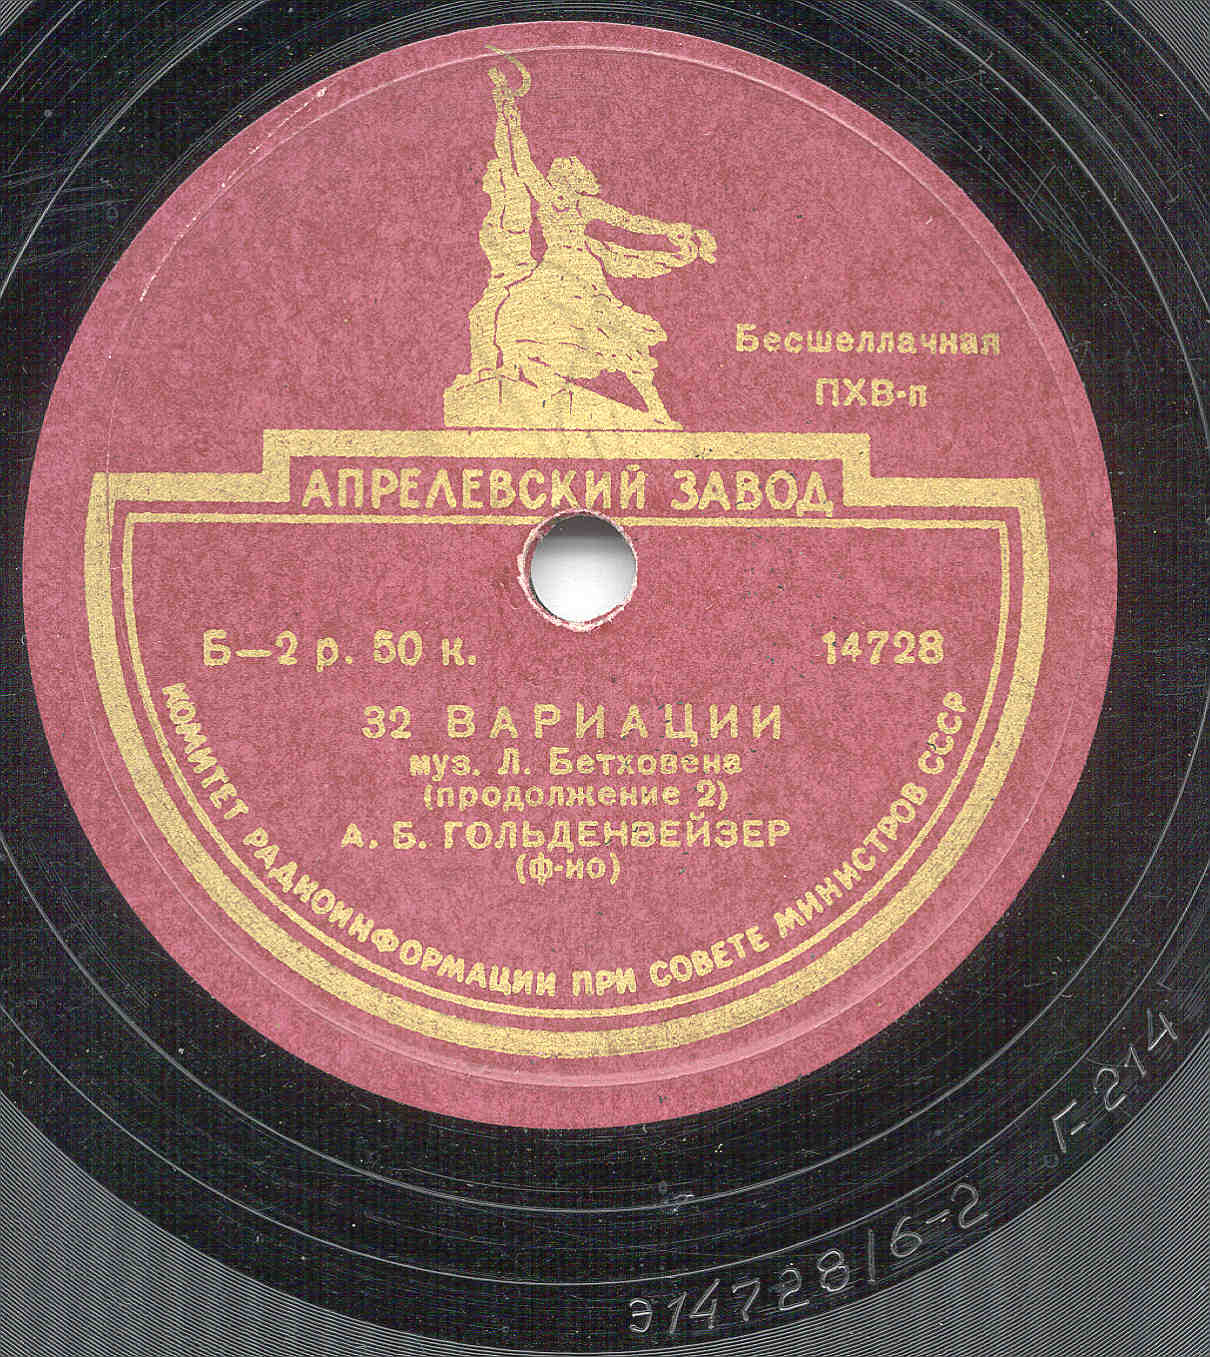 Бесшеллачная
ПХВ-п
АПРЕЛЕВСКИЙ ЗАВОД
Б—2 р. 50 к.
14728
32 ВАРИАЦИИ
муз. Л. Бетховена
(продолжение 2)
А. Б. ГОЛЬДЕНВЕЙЗЕР
(ф-но)
КОМИТЕТ РАДИОИНФОРМАЦИИ ПРИ СОВЕТЕ МИНИСТРОВ СССР
Э14728/6-2
Г-214